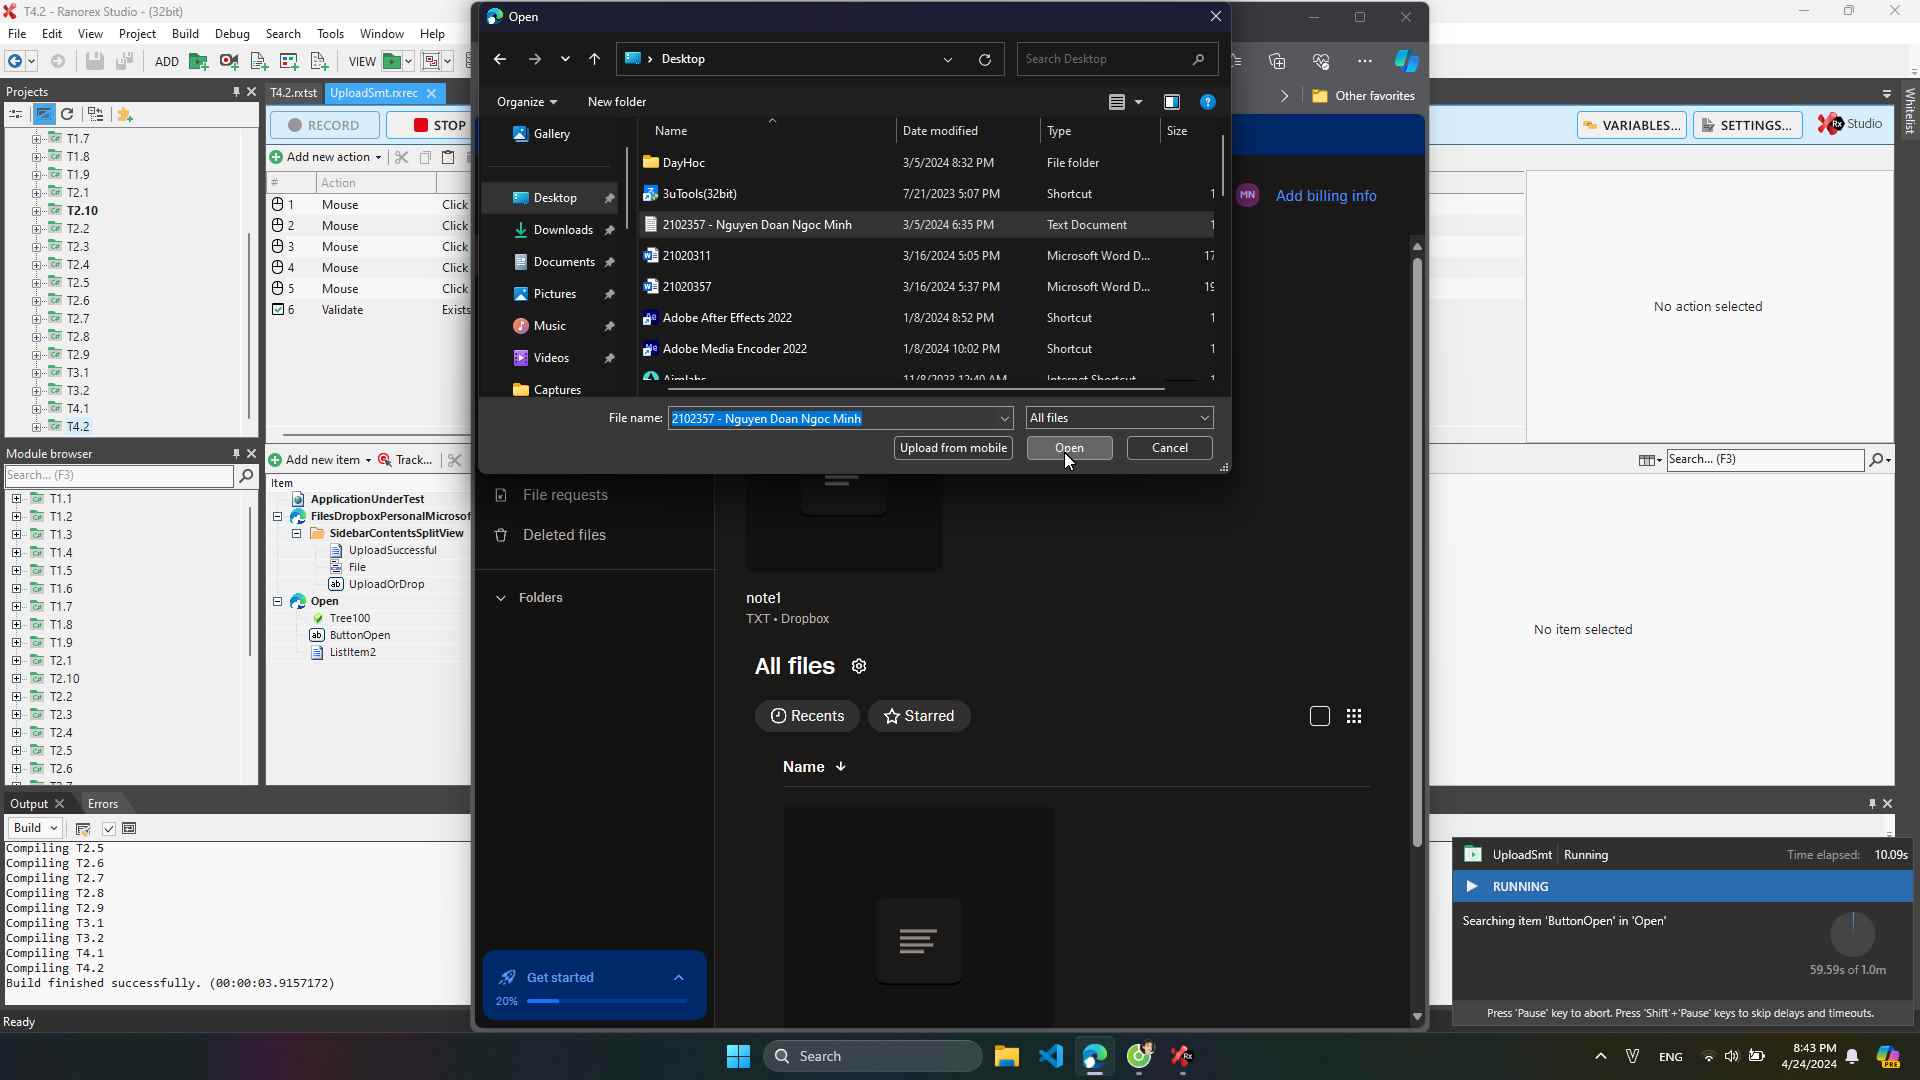 T4.2 - Ranorex Studio - (32bit)
File Edit View Project Build Debug Search Tools Window Help
ADD VIEW
Projects
T1.7
T1.8
T1.9
T2.1
T2.10
T2.2
T2.3
T2.4
T2.5
T2.6
T2.7
T2.8
T2.9
T3.1
T3.2
T4.1
T4.2
T4.2.rxtst UploadSmt.rxrec
RECORD STOP
Add new action
# Action
1 Mouse Click
2 Mouse Click
3 Mouse Click
4 Mouse Click
5 Mouse Click
6 Validate Exists
Module browser
Search... (F3)
T1.1
T1.2
T1.3
T1.4
T1.5
T1.6
T1.7
T1.8
T1.9
T2.1
T2.10
T2.2
T2.3
T2.4
T2.5
T2.6
Add new item Track...
Item
ApplicationUnderTest
FilesDropboxPersonalMicrosof
SidebarContentsSplitView
UploadSuccessful
File
UploadOrDrop
Open
Tree100
ButtonOpen
ListItem2
Output Errors
Build
Compiling T2.5
Compiling T2.6
Compiling T2.7
Compiling T2.8
Compiling T2.9
Compiling T3.1
Compiling T3.2
Compiling T4.1
Compiling T4.2
Build finished successfully. (00:00:03.9157172)
Ready
Open
Desktop
Search Desktop
Organize New folder
Gallery
Desktop
Downloads
Documents
Pictures
Music
Videos
Captures
Name Date modified Type Size
DayHoc 3/5/2024 8:32 PM File folder
3uTools(32bit) 7/21/2023 5:07 PM Shortcut 1
2102357 - Nguyen Doan Ngoc Minh 3/5/2024 6:35 PM Text Document 1
21020311 3/16/2024 5:05 PM Microsoft Word D... 17
21020357 3/16/2024 5:37 PM Microsoft Word D... 19
Adobe After Effects 2022 1/8/2024 8:52 PM Shortcut 1
Adobe Media Encoder 2022 1/8/2024 10:02 PM Shortcut 1
Aimlabs 11/8/2023 12:40 AM Internet Shortcut 1
File name: 2102357 - Nguyen Doan Ngoc Minh All files
Upload from mobile Open Cancel
Other favorites
MN Add billing info
File requests
Deleted files
Folders
note1
TXT • Dropbox
All files
Recents Starred
Name
Get started
20%
VARIABLES... SETTINGS... Rx Studio
Whitelist
No action selected
Search... (F3)
No item selected
UploadSmt Running Time elapsed: 10.09s
RUNNING
Searching item 'ButtonOpen' in 'Open'
59.59s of 1.0m
Press 'Pause' key to abort. Press 'Shift'+'Pause' keys to skip delays and timeouts.
Search
V ENG 8:43 PM
4/24/2024
PRE